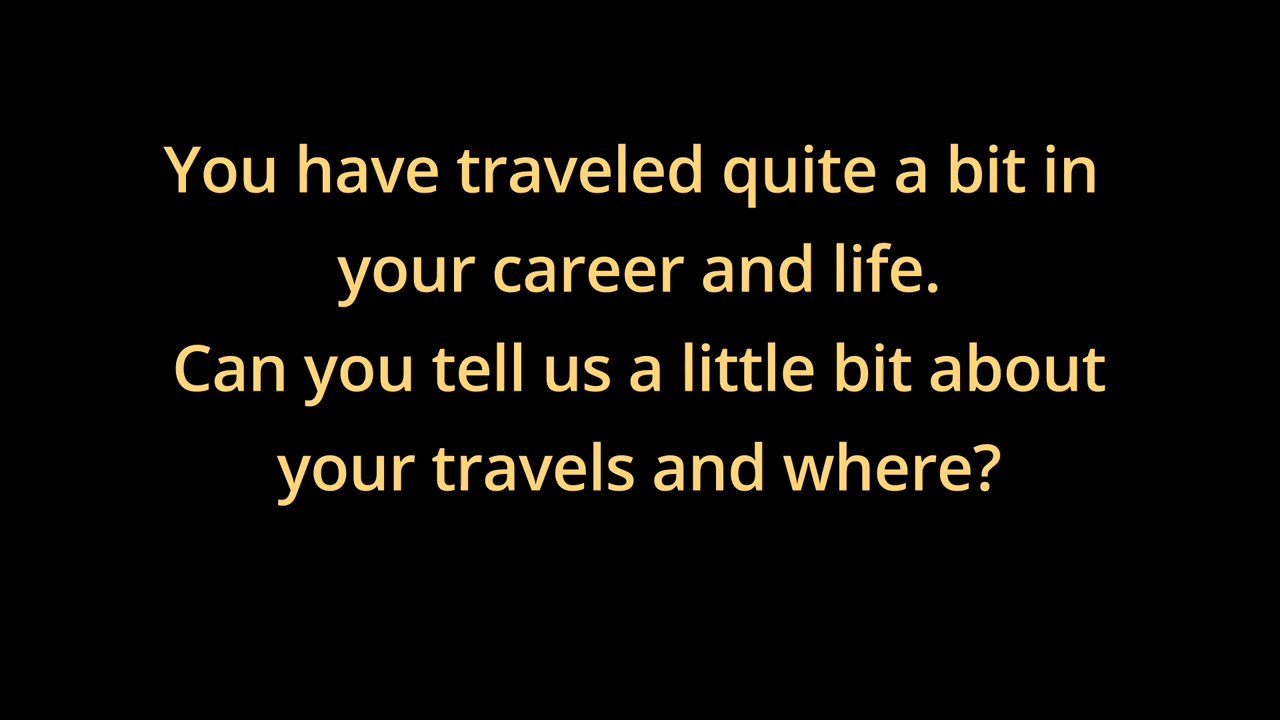 You have traveled quite a bit in
your career and life.
Can you tell us a little bit about
your travels and where?